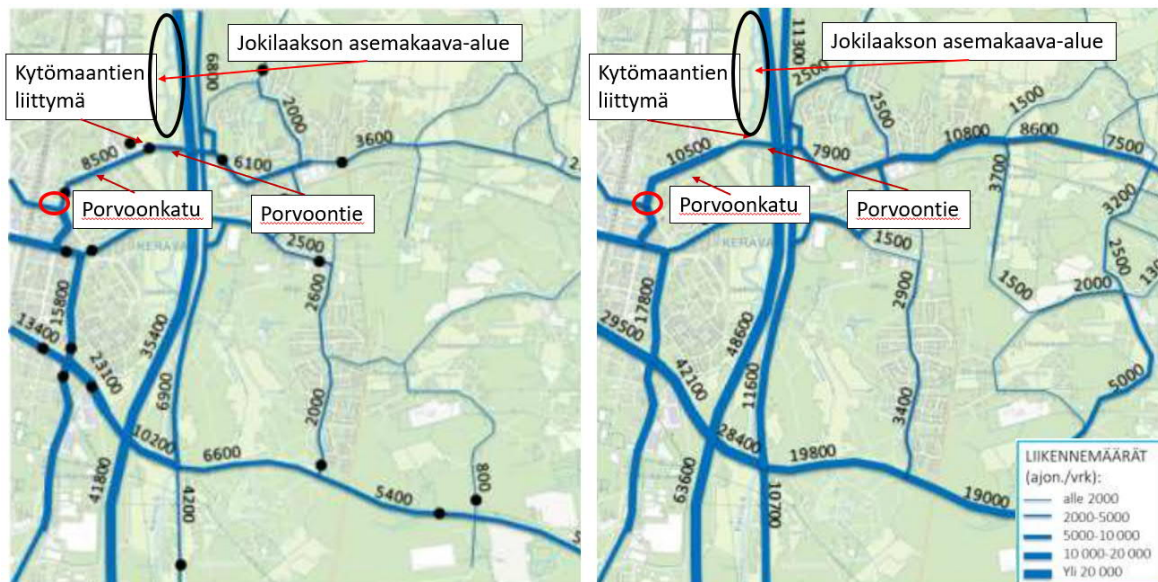 Jokilaakson asemakaava-alue
Kytömaantien
liittymä
6800
2000
3600
8500
6100
Porvoonkatu
Porvoontie
KERAVA
2500
2600
15800
13400
23100
35400
6900
2000
10200
6600
41800
4200
5400
800
11300
Jokilaakson asemakaava-alue
Kytömaantien
liittymä
2500
2500
1500
10800
8600
7500
10500
7900
3700
3200
Porvoonkatu
Porvoontie
KERAVA
1500
2500
2900
1500
2000
130
17800
29500
42100
48600
11600
3400
5000
28400
19800
63600
10700
19000
LIIKENNEMÄÄRÄT
(ajon./vrk):
alle 2000
2000-5000
5000-10 000
10 000-20 000
Yli 20 000